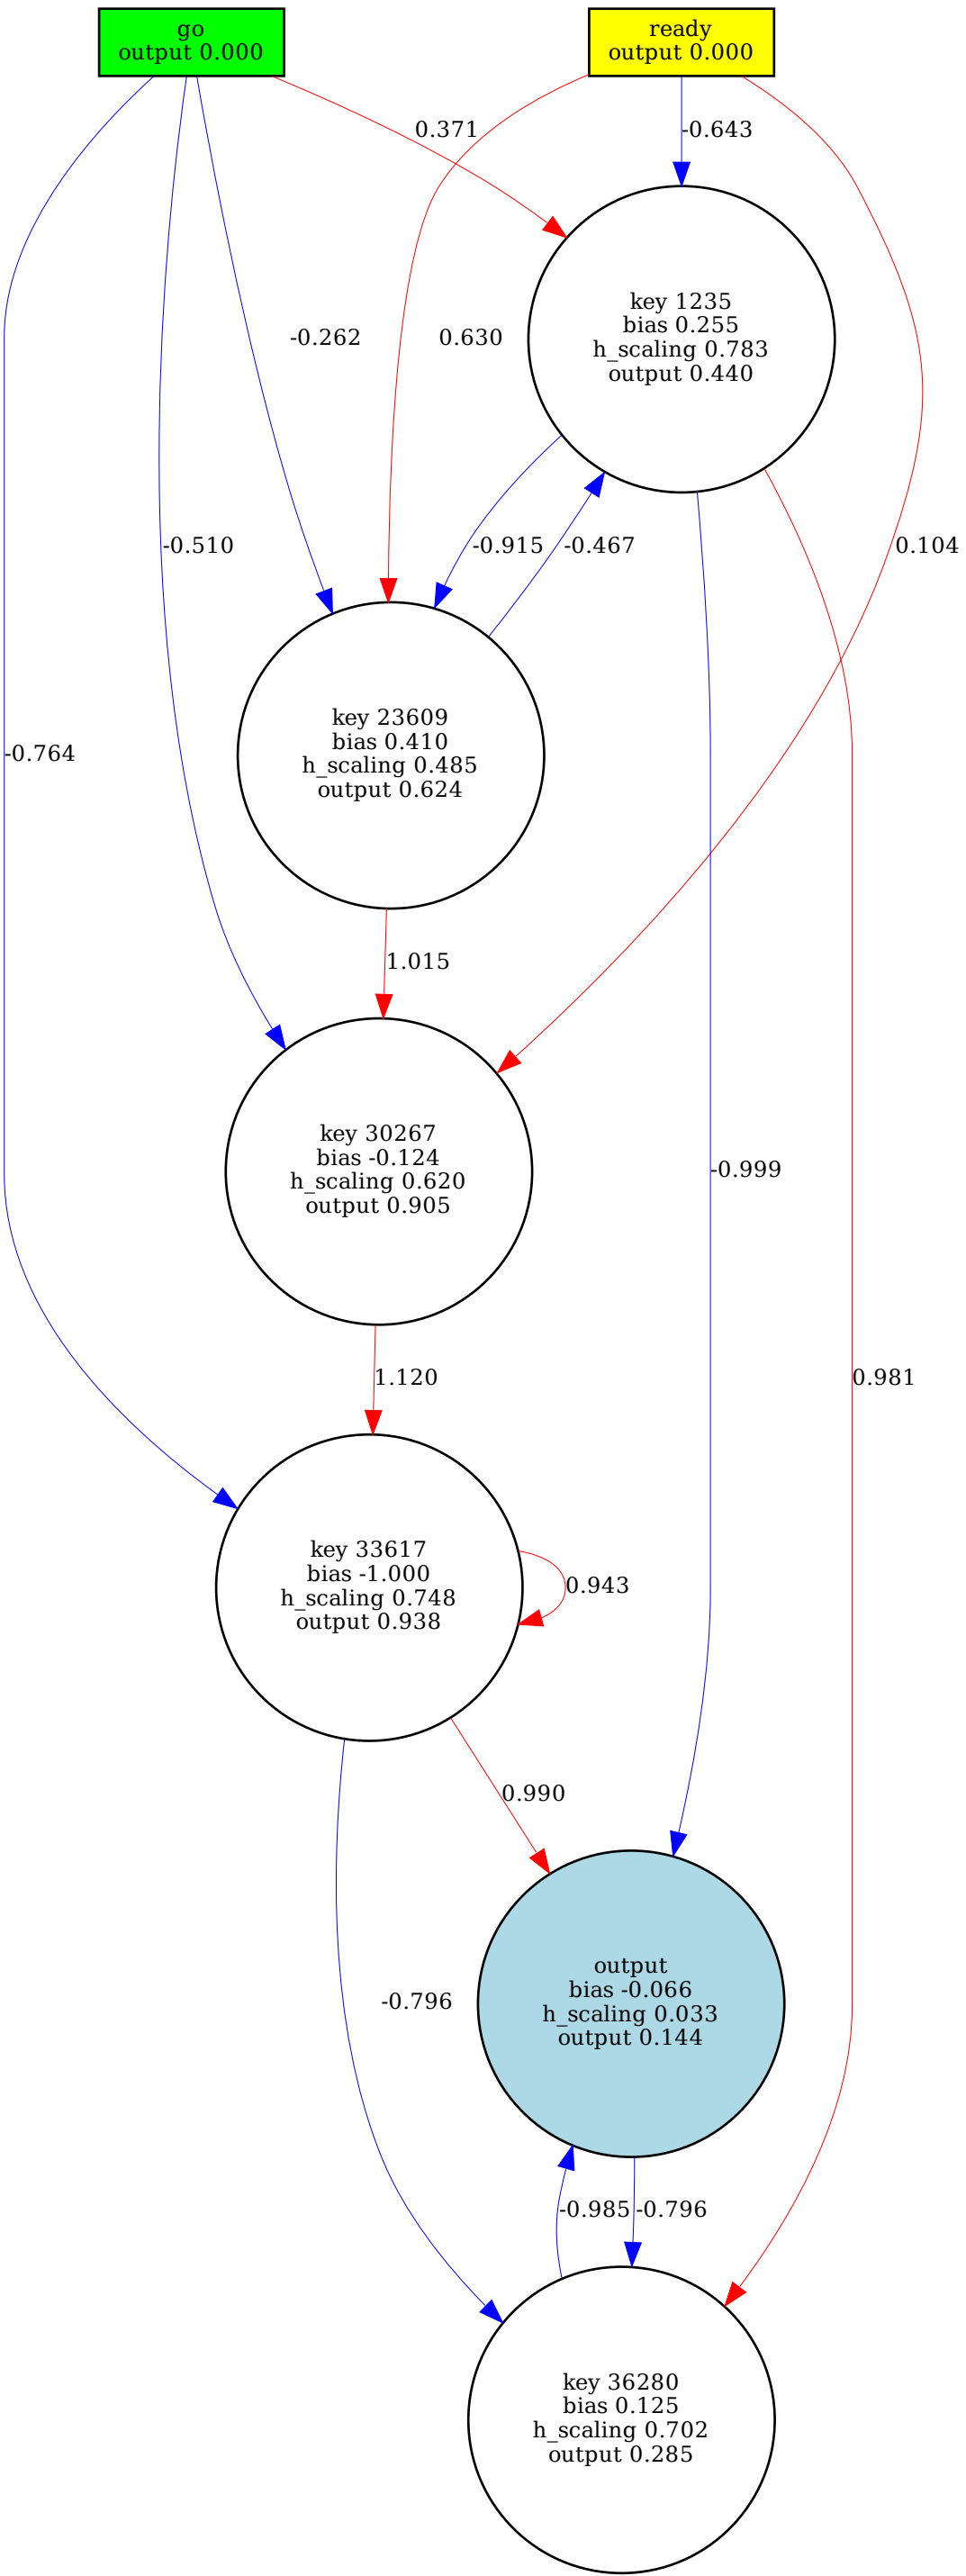 go
output 0.000
ready
output 0.000
0.371
-0.643
key 1235
bias 0.255
h_scaling 0.783
output 0.440
-0.262
0.630
-0.510
-0.915
-0.467
0.104
key 23609
bias 0.410
h_scaling 0.485
output 0.624
-0.764
1.015
key 30267
bias -0.124
h_scaling 0.620
output 0.905
-0.999
1.120
0.981
key 33617
bias -1.000
h_scaling 0.748
output 0.938
0.943
0.990
output
bias -0.066
h_scaling 0.033
output 0.144
-0.796
-0.985
-0.796
key 36280
bias 0.125
h_scaling 0.702
output 0.285